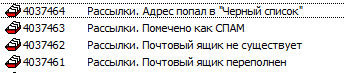 4037464 Рассылки. Адрес попал в "Черный список"
4037463 Рассылки. Помечено как СПАМ
4037462 Рассылки. Почтовый ящик не существует
4037461 Рассылки. Почтовый ящик переполнен